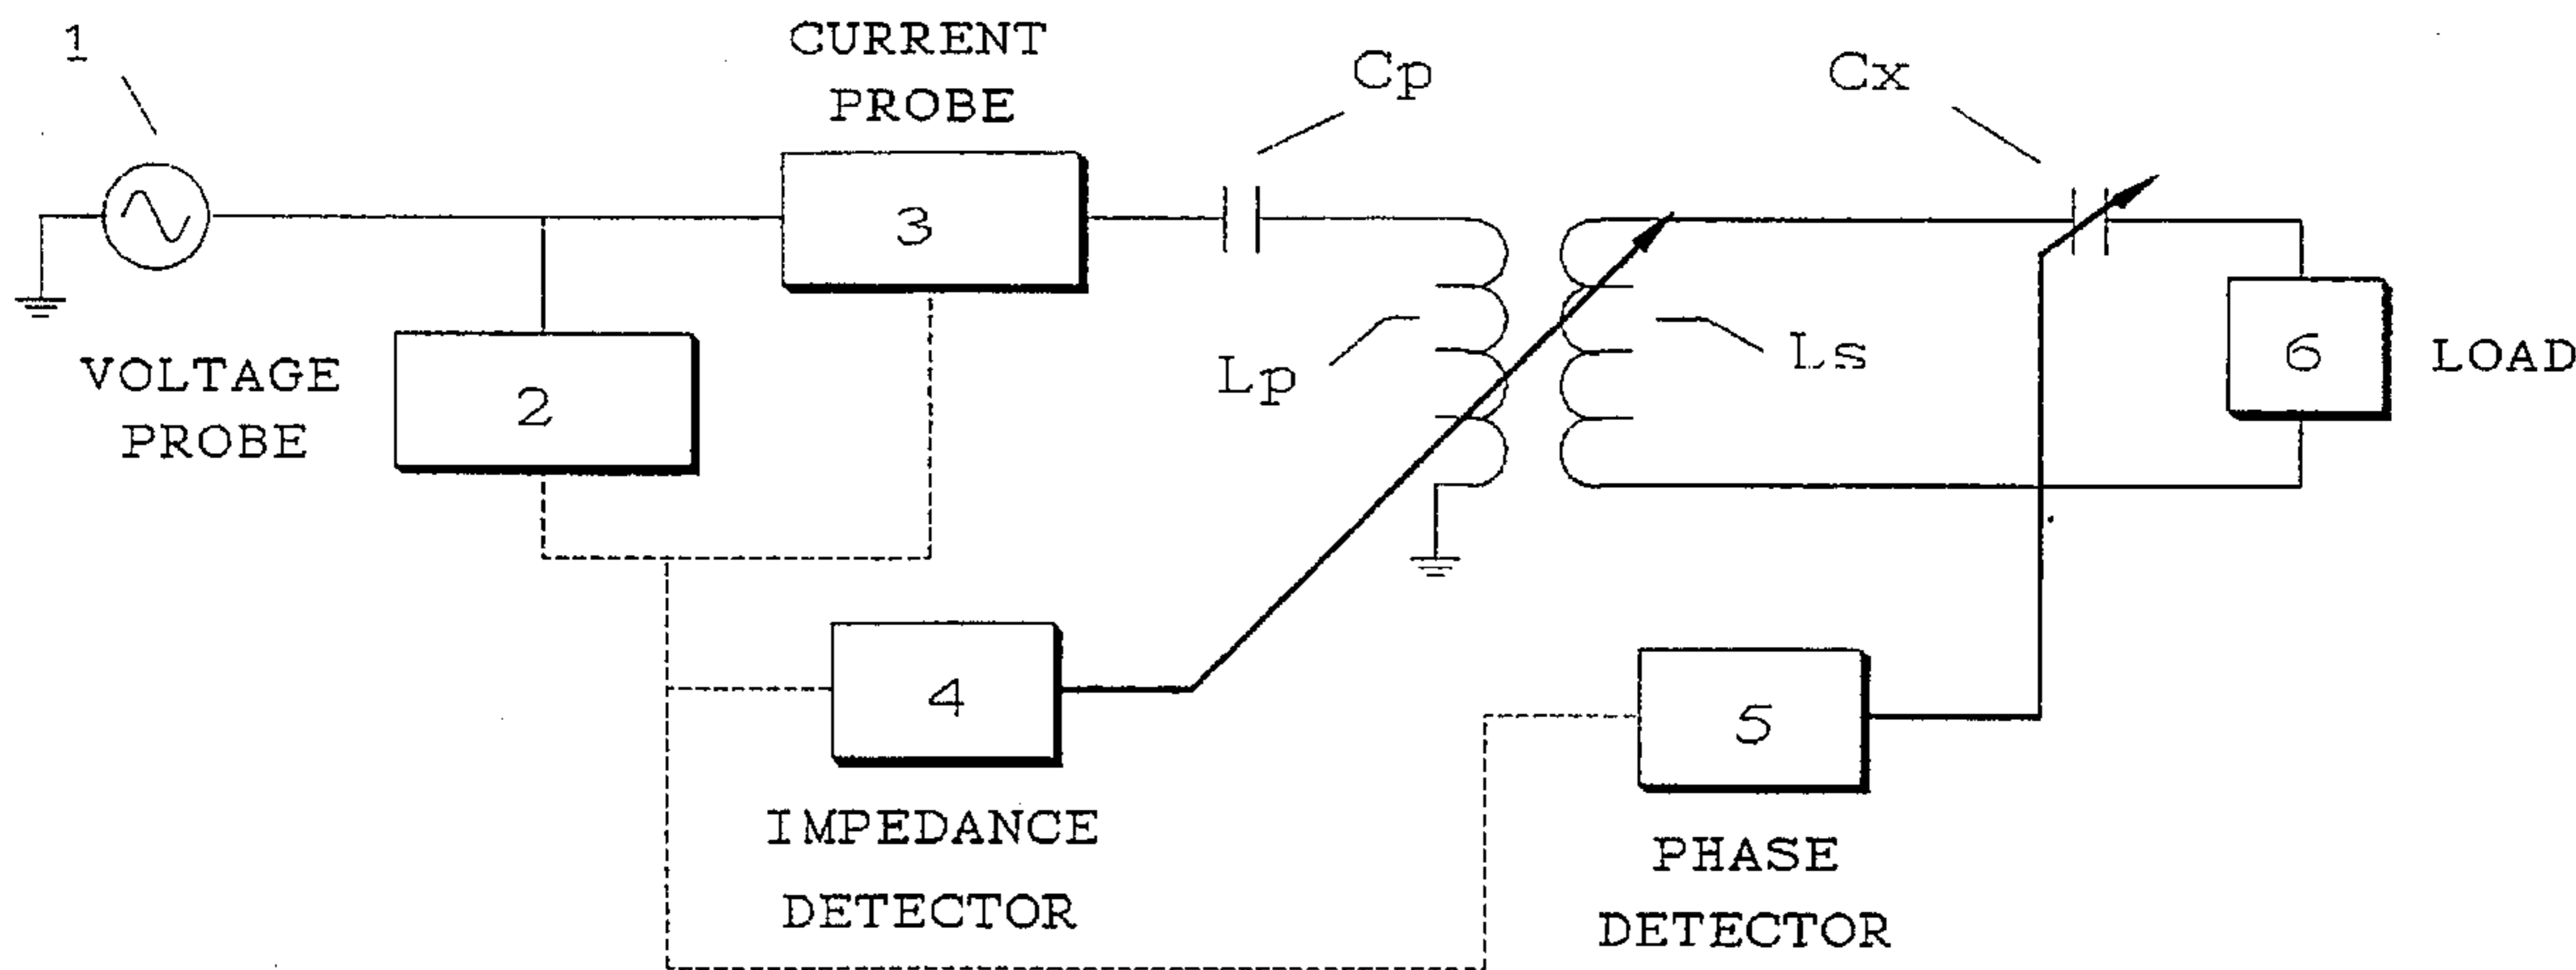 1
CURRENT
PROBE
Cp
Cx
3
VOLTAGE
PROBE
2
Lp
Ls
6
LOAD
4
5
IMPEDANCE
DETECTOR
PHASE
DETECTOR